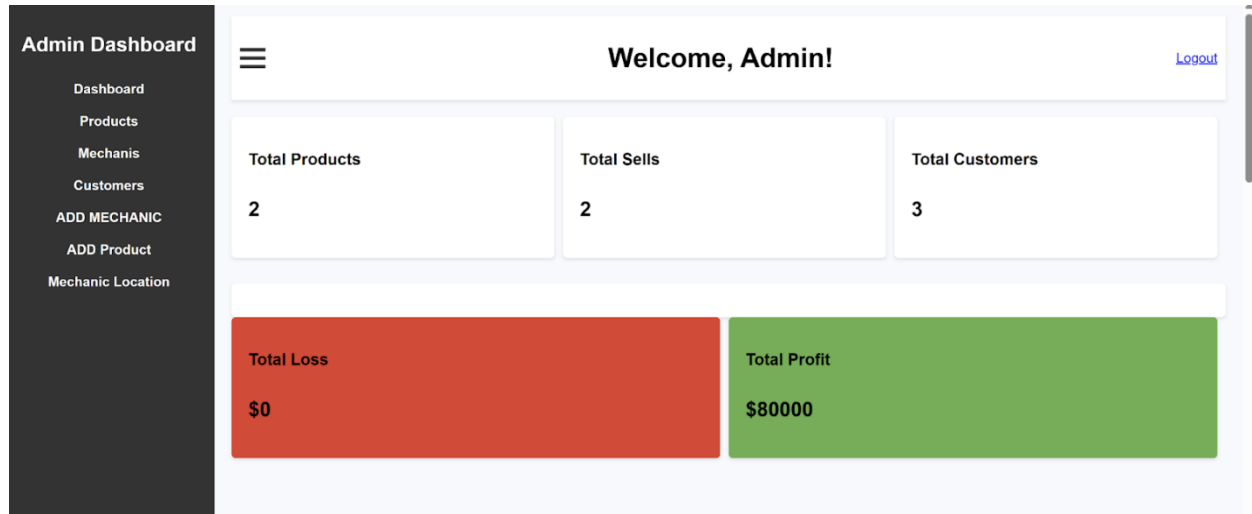 Admin Dashboard
Dashboard
Products
Mechanis
Customers
ADD MECHANIC
ADD Product
Mechanic Location
Welcome, Admin!
Logout
Total Products
2
Total Sells
2
Total Customers
3
Total Loss
$0
Total Profit
$80000